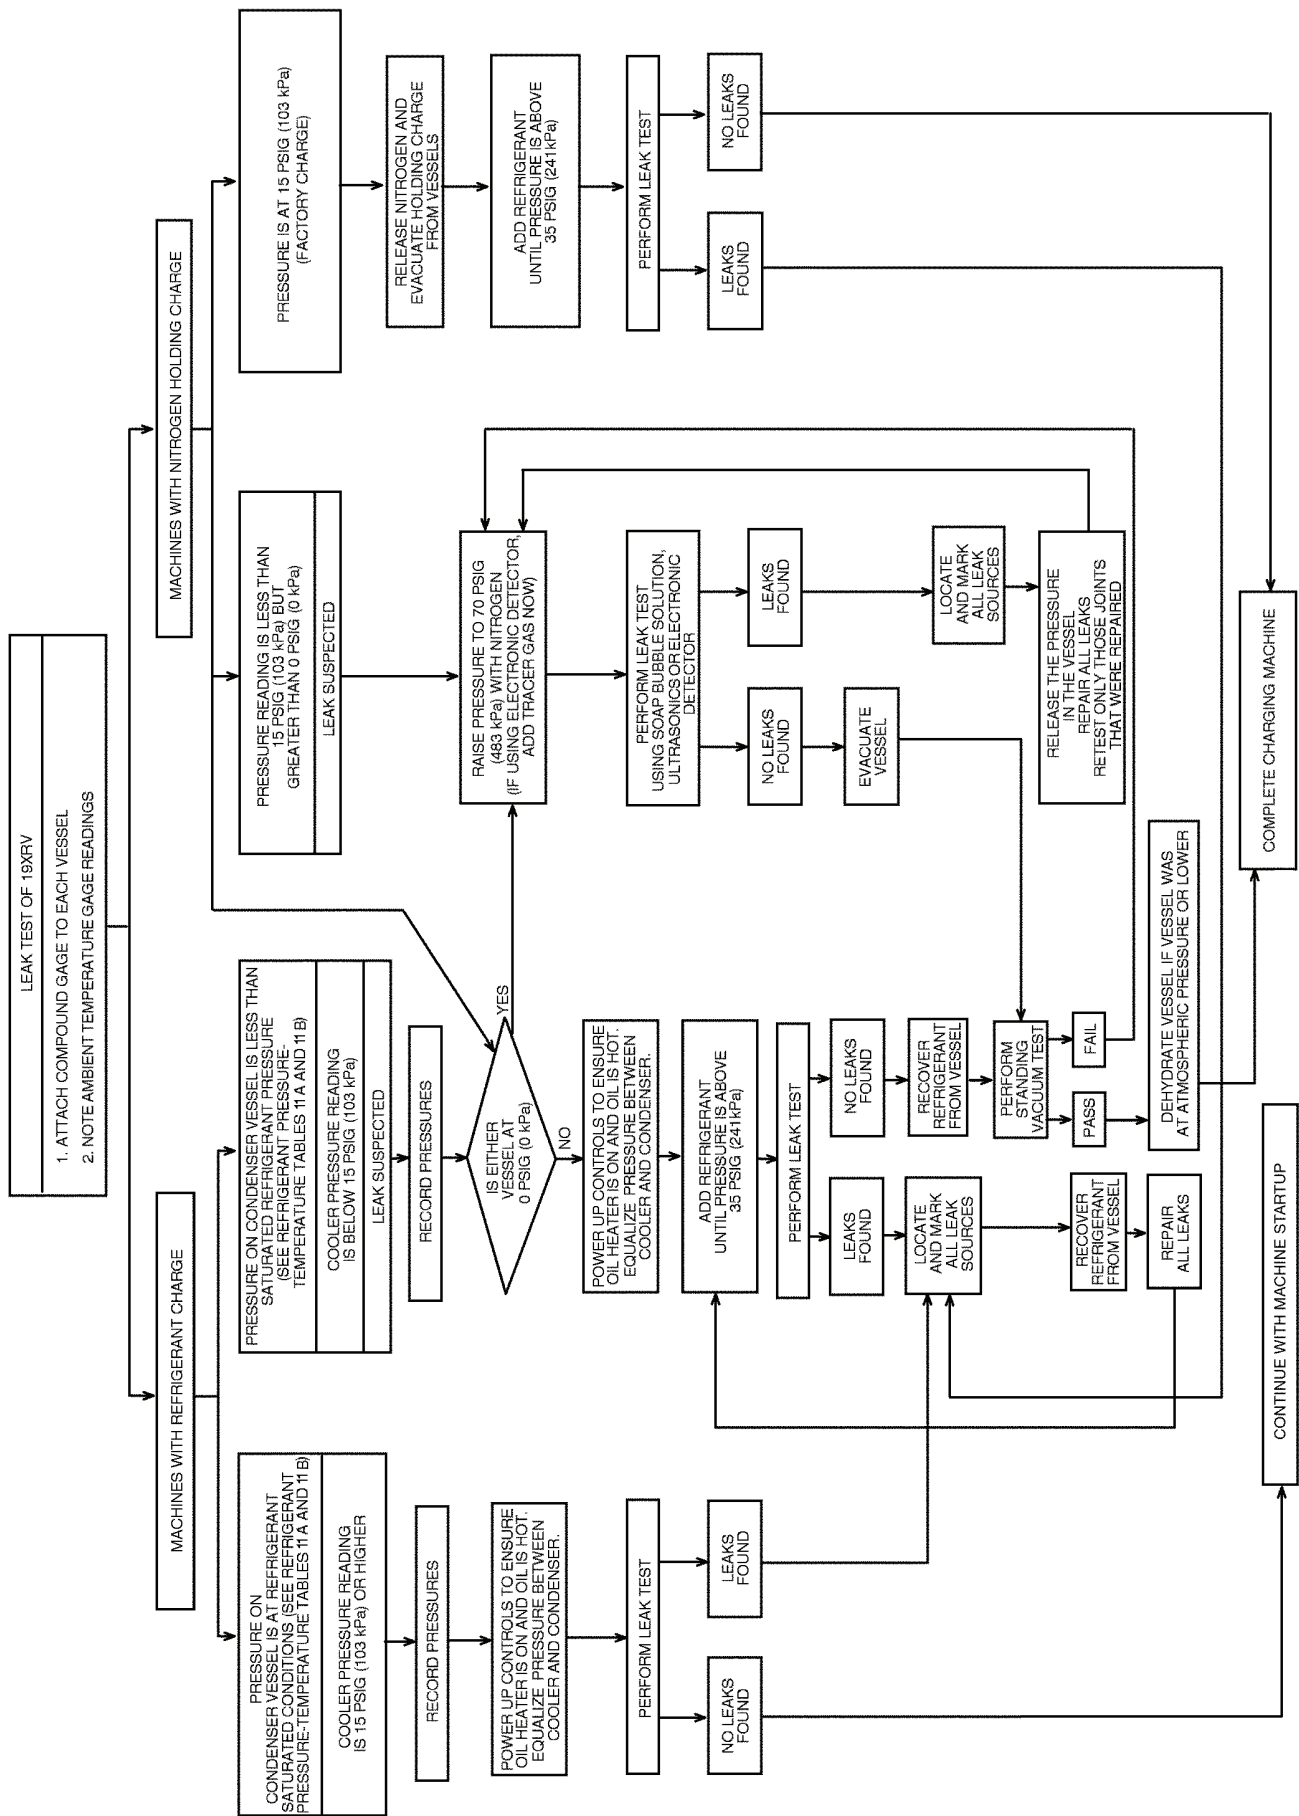 LEAK TEST OF 19XRV
1. ATTACH COMPOUND GAGE TO EACH VESSEL
2. NOTE AMBIENT TEMPERATURE GAGE READINGS
MACHINES WITH REFRIGERANT CHARGE
MACHINES WITH NITROGEN HOLDING CHARGE
PRESSURE ON
CONDENSER VESSEL IS AT REFRIGERANT
SATURATED CONDITIONS (SEE REFRIGERANT
PRESSURE-TEMPERATURE TABLES 11A AND 11B)
COOLER PRESSURE READING
IS 15 PSIG (103 kPa) OR HIGHER
RECORD PRESSURES
POWER UP CONTROLS TO ENSURE
OIL HEATER IS ON AND OIL IS HOT.
EQUALIZE PRESSURE BETWEEN
COOLER AND CONDENSER.
PERFORM LEAK TEST
NO LEAKS
FOUND
LEAKS
FOUND
PRESSURE ON CONDENSER VESSEL IS LESS THAN
SATURATED REFRIGERANT PRESSURE
(SEE REFRIGERANT PRESSURE-
TEMPERATURE TABLES 11A AND 11B)
COOLER PRESSURE READING
IS BELOW 15 PSIG (103 kPa)
LEAK SUSPECTED
RECORD PRESSURES
IS EITHER
VESSEL AT
0 PSIG (0 kPa)
YES
NO
POWER UP CONTROLS TO ENSURE
OIL HEATER IS ON AND OIL IS HOT.
EQUALIZE PRESSURE BETWEEN
COOLER AND CONDENSER.
ADD REFRIGERANT
UNTIL PRESSURE IS ABOVE
35 PSIG (241kPa)
PERFORM LEAK TEST
LEAKS
FOUND
NO LEAKS
FOUND
LOCATE
AND MARK
ALL LEAK
SOURCES
RECOVER
REFRIGERANT
FROM VESSEL
PERFORM
STANDING
VACUUM TEST
RECOVER
REFRIGERANT
FROM VESSEL
PASS
FAIL
REPAIR
ALL LEAKS
DEHYDRATE VESSEL IF VESSEL WAS
AT ATMOSPHERIC PRESSURE OR LOWER
PRESSURE READING IS LESS THAN
15 PSIG (103 kPa) BUT
GREATER THAN 0 PSIG (0 kPa)
LEAK SUSPECTED
RAISE PRESSURE TO 70 PSIG
(483 kPa) WITH NITROGEN
(IF USING ELECTRONIC DETECTOR,
ADD TRACER GAS NOW)
PERFORM LEAK TEST
USING SOAP BUBBLE SOLUTION,
ULTRASONICS OR ELECTRONIC
DETECTOR
NO LEAKS
FOUND
LEAKS
FOUND
EVACUATE
VESSEL
LOCATE
AND MARK
ALL LEAK
SOURCES
RELEASE THE PRESSURE
IN THE VESSEL
REPAIR ALL LEAKS
RETEST ONLY THOSE JOINTS
THAT WERE REPAIRED
PRESSURE IS AT 15 PSIG (103 kPa)
(FACTORY CHARGE)
RELEASE NITROGEN AND
EVACUATE HOLDING CHARGE
FROM VESSELS
ADD REFRIGERANT
UNTIL PRESSURE IS ABOVE
35 PSIG (241kPa)
PERFORM LEAK TEST
LEAKS
FOUND
NO LEAKS
FOUND
CONTINUE WITH MACHINE STARTUP
COMPLETE CHARGING MACHINE